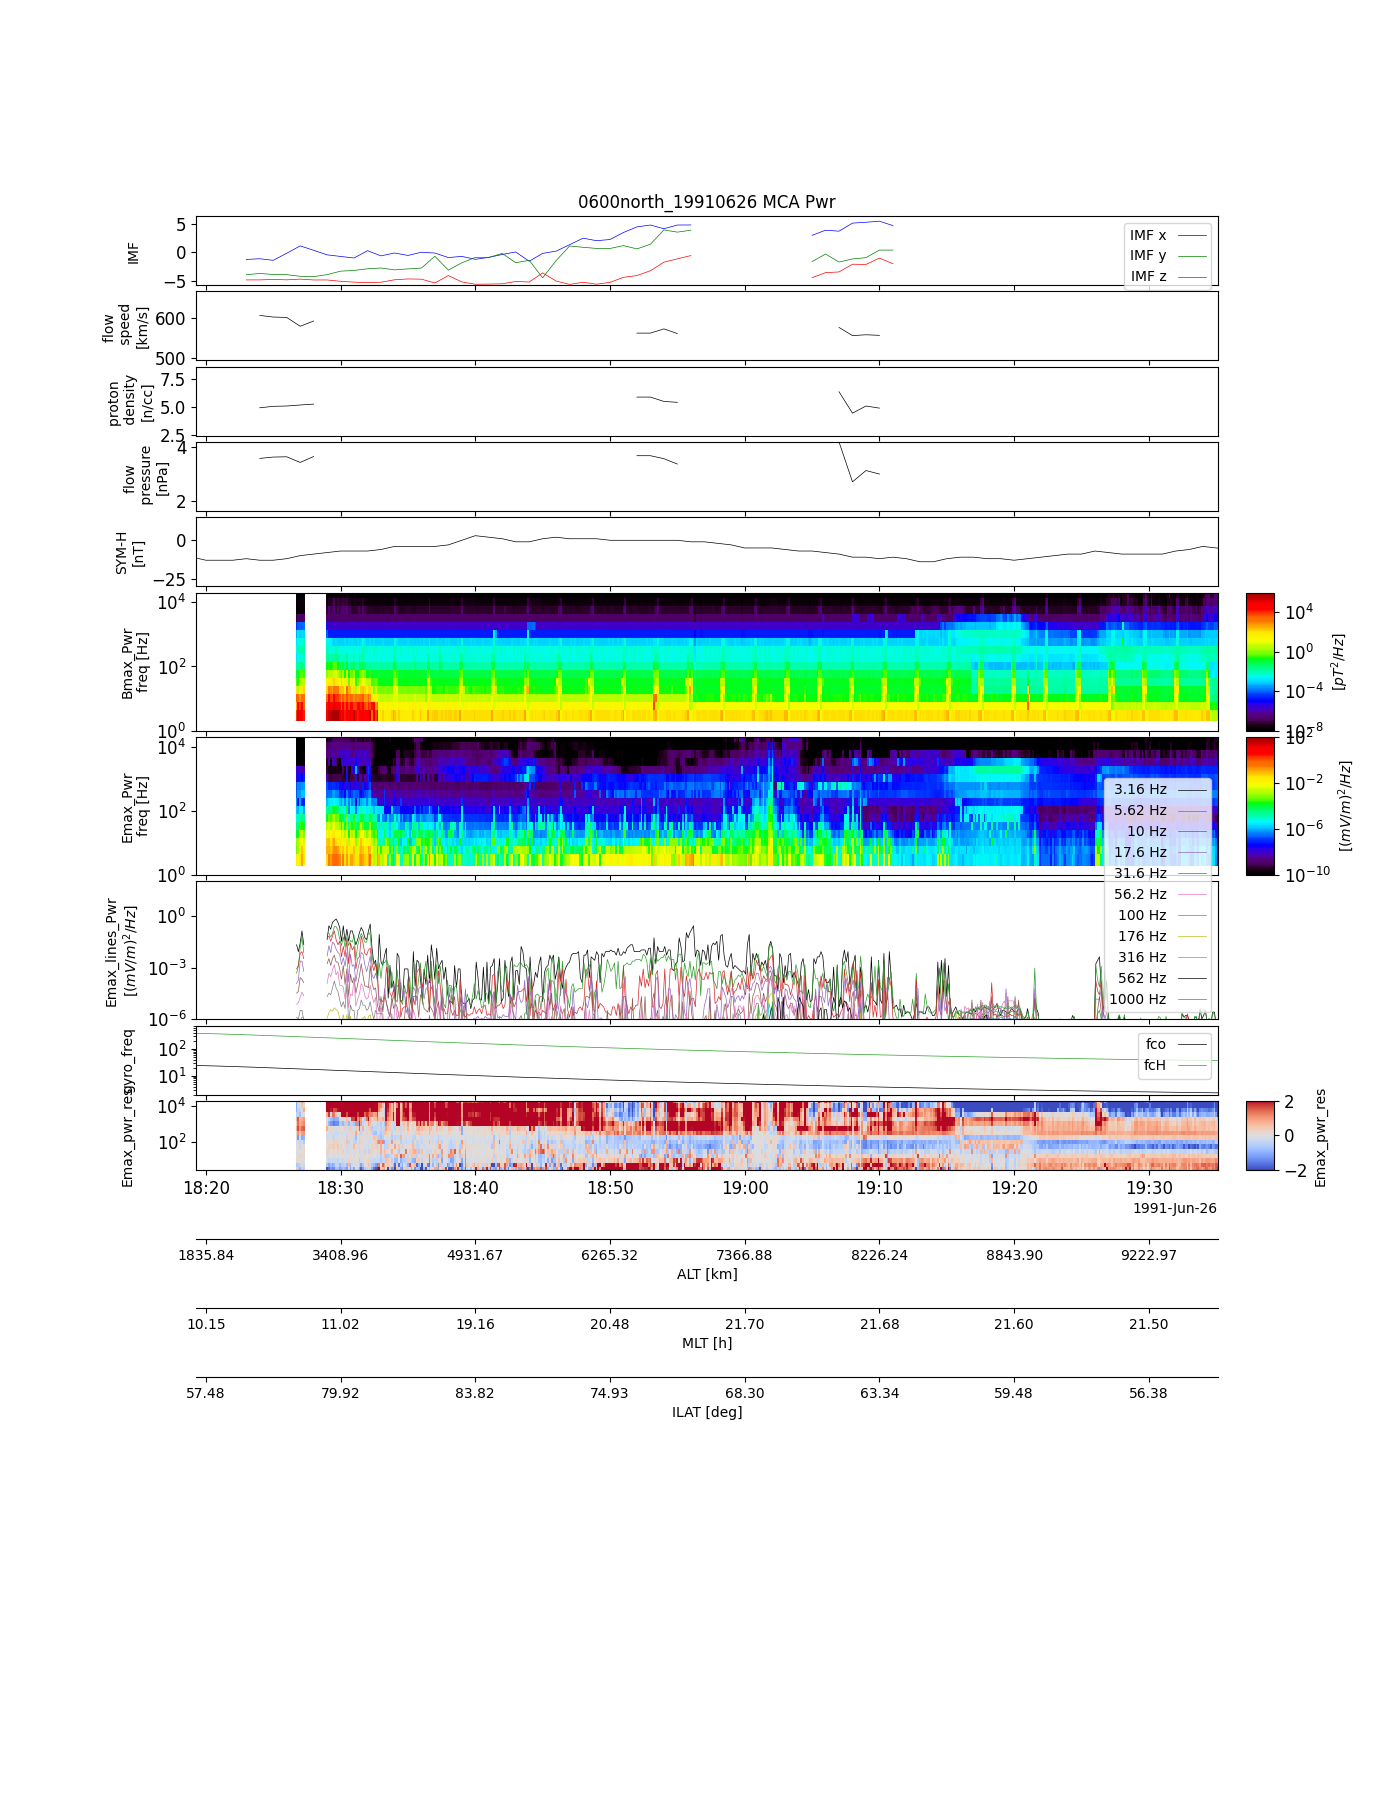 0600north_19910626 MCA Pwr
5
0
−5
IMF
IMF x
IMF y
IMF z
600
500
flow
speed
[km/s]
7.5
5.0
2.5
proton
density
[n/cc]
4
2
flow
pressure
[nPa]
0
−25
SYM-H
[nT]
10^4
10^2
10^0
Bmax_Pwr
freq [Hz]
10^4
10^0
10^−4
10^−8
[pT^2/Hz]
10^4
10^2
10^0
Emax_Pwr
freq [Hz]
10^2
10^−2
10^−6
10^−10
[(mV/m)^2/Hz]
3.16 Hz
5.62 Hz
10 Hz
17.6 Hz
31.6 Hz
56.2 Hz
100 Hz
176 Hz
316 Hz
562 Hz
1000 Hz
10^0
10^−3
10^−6
Emax_lines_Pwr
[(mV/m)^2/Hz]
10^2
10^1
gyro_freq
fco
fcH
10^4
10^2
Emax_pwr_res
2
0
−2
Emax_pwr_res
18:20 18:30 18:40 18:50 19:00 19:10 19:20 19:30
1991-Jun-26
1835.84 3408.96 4931.67 6265.32 7366.88 8226.24 8843.90 9222.97
ALT [km]
10.15 11.02 19.16 20.48 21.70 21.68 21.60 21.50
MLT [h]
57.48 79.92 83.82 74.93 68.30 63.34 59.48 56.38
ILAT [deg]